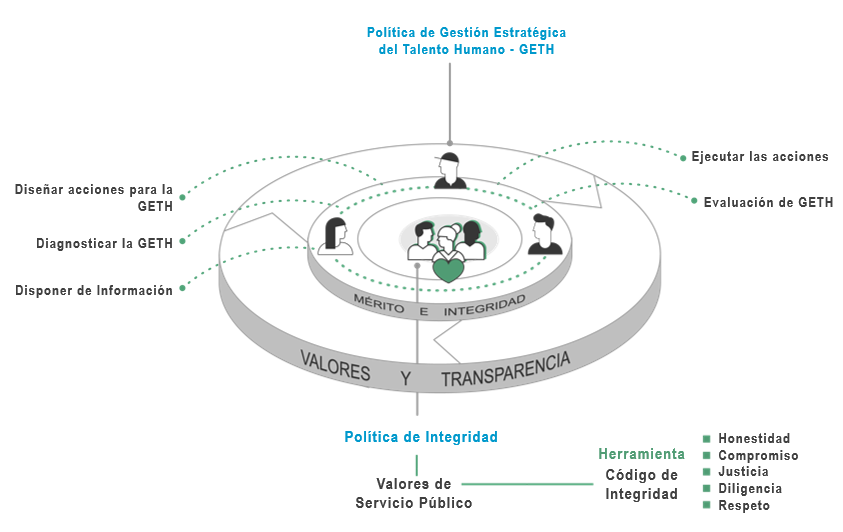 Política de Gestión Estratégica
del Talento Humano - GETH
Ejecutar las acciones
Diseñar acciones para la
GETH
Evaluación de GETH
Diagnosticar la GETH
Disponer de Información
MÉRITO E INTEGRIDAD
VALORES Y TRANSPARENCIA
Política de Integridad
Valores de
Servicio Público
Herramienta
Código de
Integridad
Honestidad
Compromiso
Justicia
Diligencia
Respeto